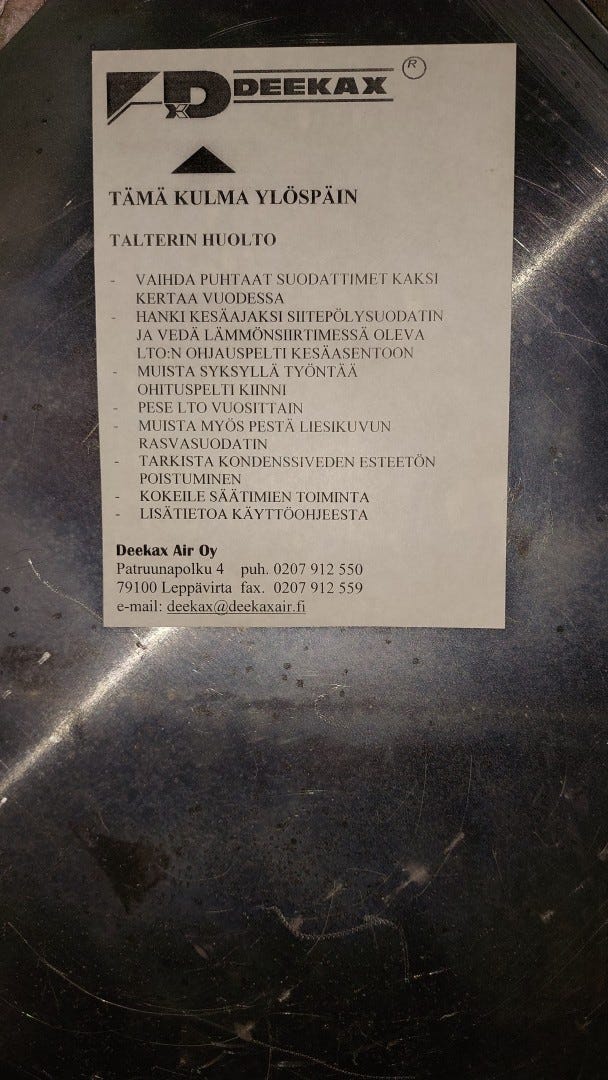 DEEKAX ®
TÄMÄ KULMA YLÖSPÄIN
TALTERIN HUOLTO
- VAIHDA PUHTAAT SUODATTIMET KAKSI
KERTAA VUODESSA
- HANKI KESÄAJAKSI SIITEPÖLYSUODATIN
JA VEDÄ LÄMMÖNSIIRTIMESSÄ OLEVA
LTO:N OHJAUSPELTI KESÄASENTOON
- MUISTA SYKSYLLÄ TYÖNTÄÄ
OHITUSPELTI KIINNI
- PESE LTO VUOSITTAIN
- MUISTA MYÖS PESTÄ LIESIKUVUN
RASVASUODATIN
- TARKISTA KONDENSSIVEDEN ESTEETÖN
POISTUMINEN
- KOKEILE SÄÄTIMIEN TOIMINTA
- LISÄTIETOA KÄYTTÖOHJEESTA
Deekax Air Oy
Patruunapolku 4 puh. 0207 912 550
79100 Leppävirta fax. 0207 912 559
e-mail: deekax@deekaxair.fi